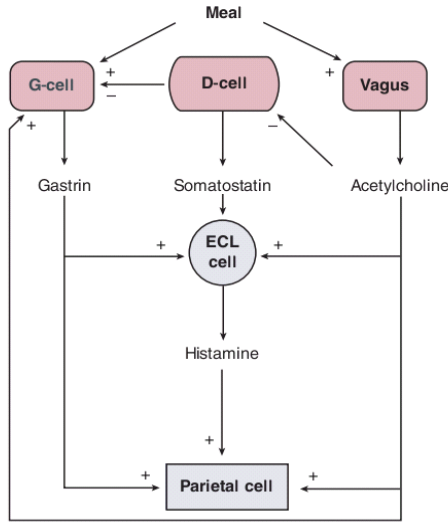 Meal
+
+
G-cell
D-cell
Vagus
−
+
−
Gastrin
Somatostatin
Acetylcholine
+
ECL
cell
+
Histamine
+
+
Parietal cell
+